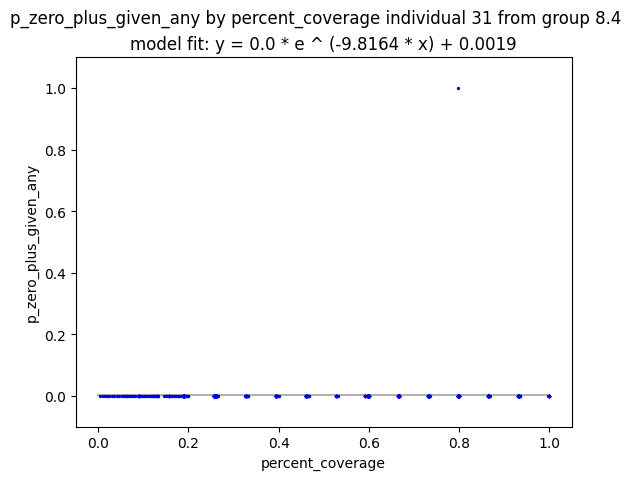 p_zero_plus_given_any by percent_coverage individual 31 from group 8.4
model fit: y = 0.0 * e ^ (-9.8164 * x) + 0.0019
1.0
0.8
0.6
0.4
0.2
0.0
p_zero_plus_given_any
0.0 0.2 0.4 0.6 0.8 1.0
percent_coverage